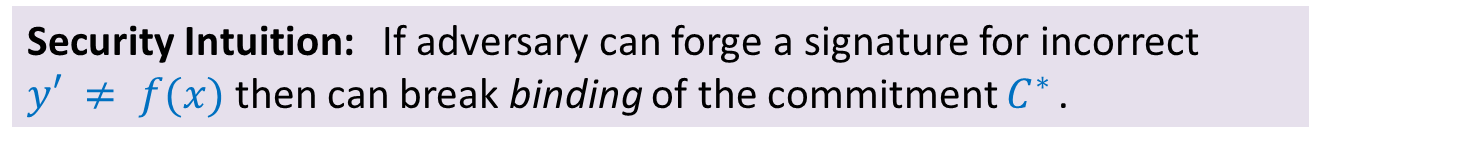 Security Intuition: If adversary can forge a signature for incorrect
y′ ≠ f(x) then can break binding of the commitment C* .